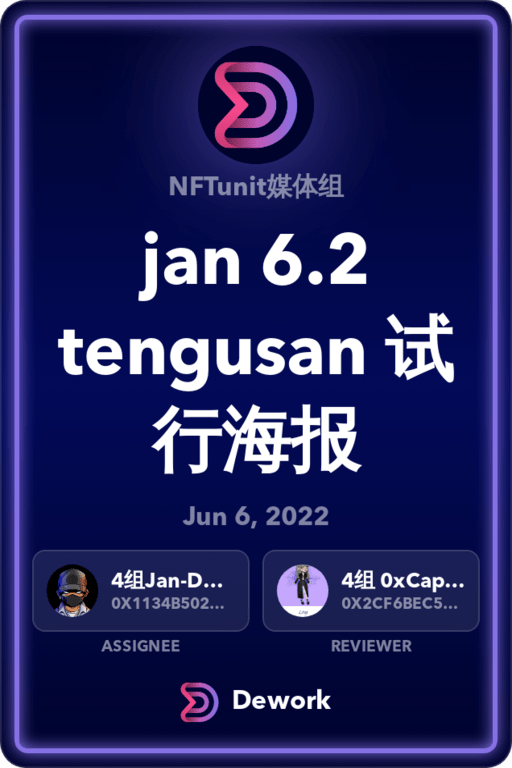 NFTunit媒体组
jan 6.2
tengusan 试
行海报
Jun 6, 2022
4组Jan-D...
0X1134B502...
4组 0xCap...
0X2CF6BEC5...
ASSIGNEE
REVIEWER
Dework